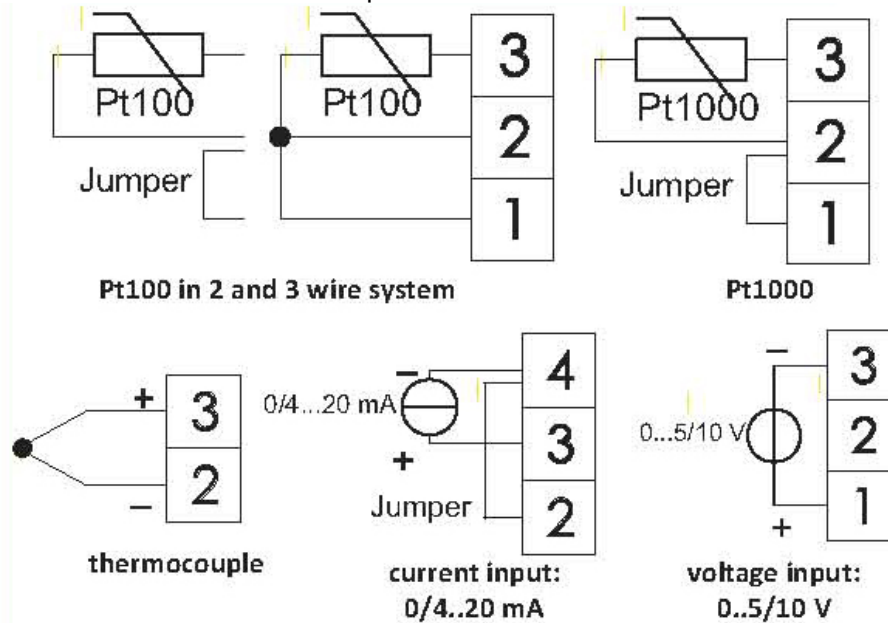 3
Pt100
Pt100
2
Jumper
1
Pt100 in 2 and 3 wire system
3
Pt1000
2
Jumper
1
Pt1000
+
3
−
2
thermocouple
−
4
0/4...20 mA
3
+
Jumper
2
current input:
0/4..20 mA
−
3
0...5/10 V
2
1
+
voltage input:
0..5/10 V